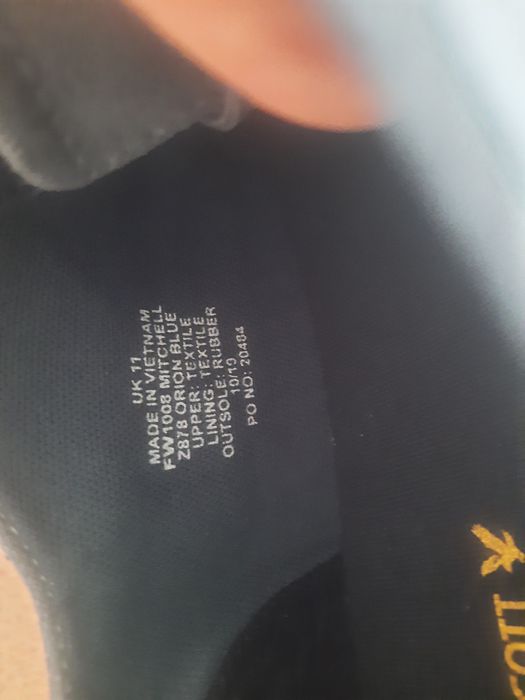 UK 11
MADE IN VIETNAM
FW1008 MITCHELL
Z878 ORION BLUE
UPPER: TEXTILE
LINING: TEXTILE
OUTSOLE: RUBBER
10/19
PO NO: 20484